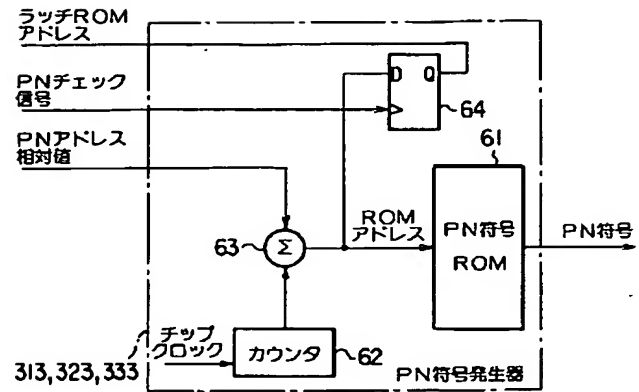 ラッチROM
アドレス
PNチェック
信号
PNアドレス
相対値
D Q
64
61
63
Σ
ROM
アドレス
PN符号
ROM
PN符号
チップ
クロック
313,323,333
カウンタ
62
PN符号発生器